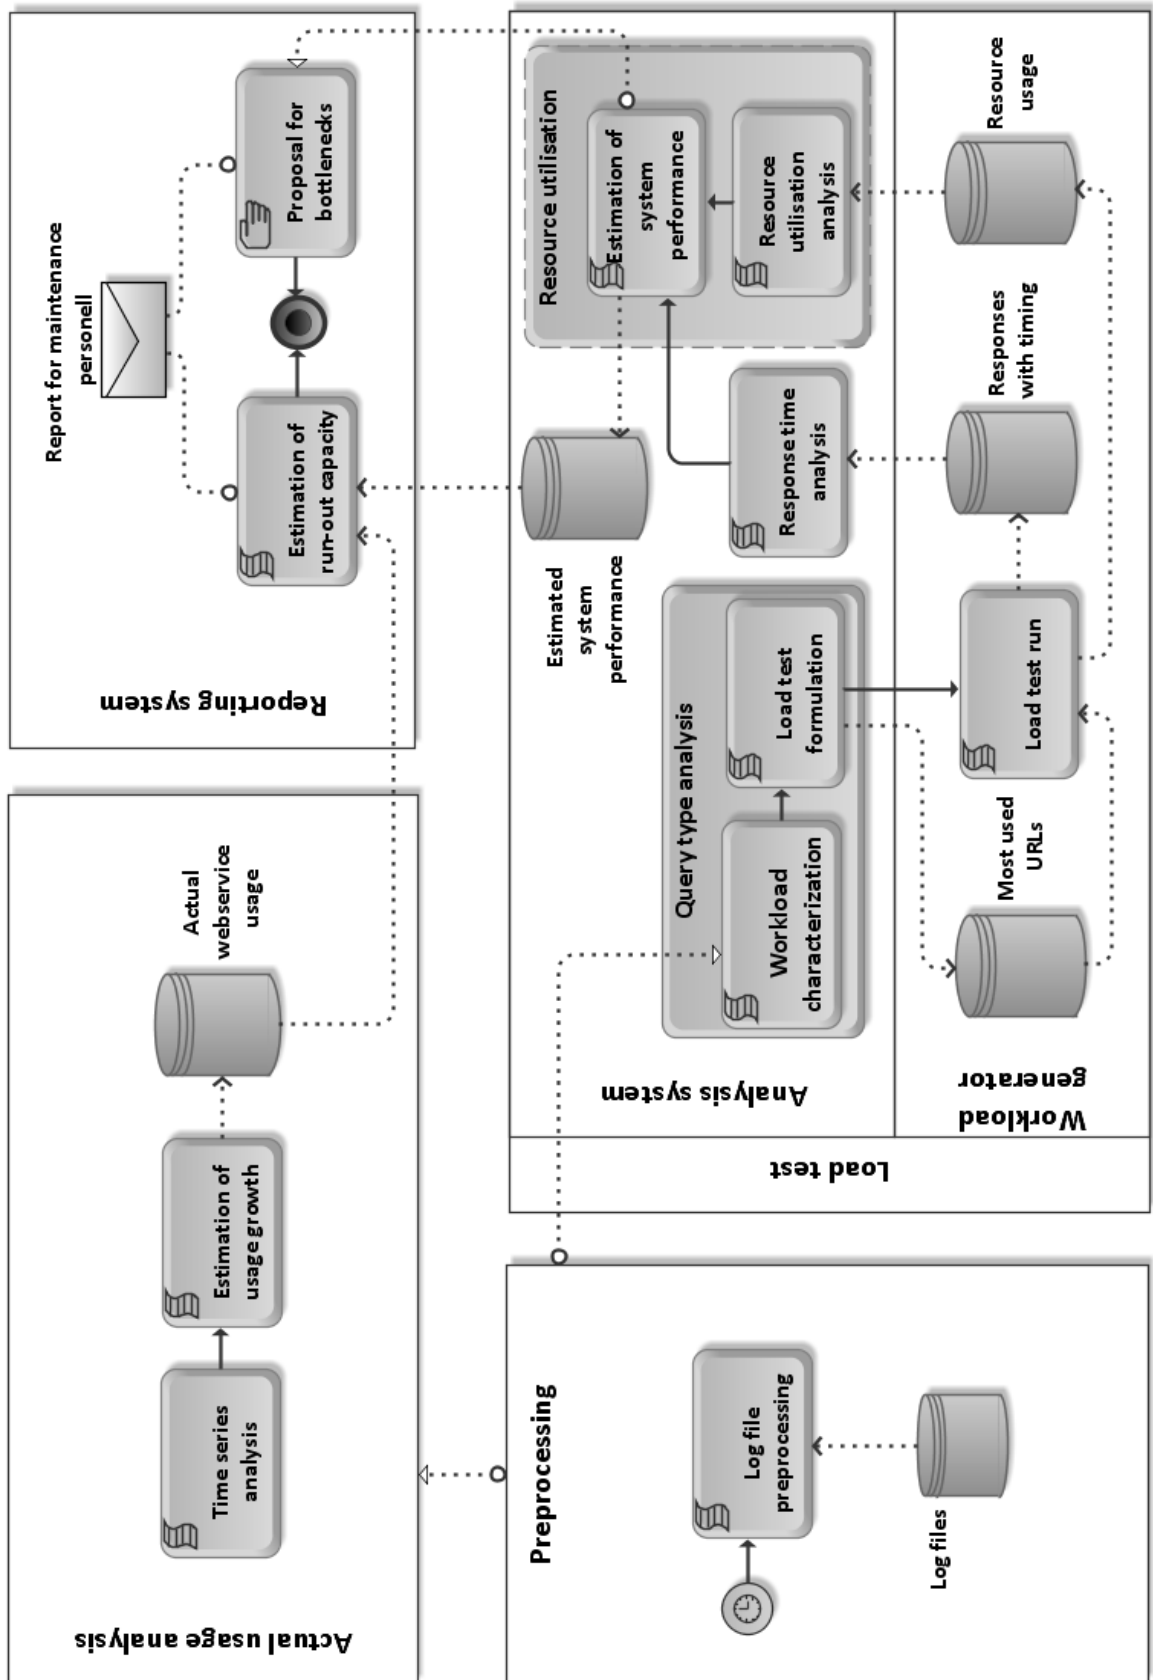 Actual usage analysis
Time series
analysis
Estimation of
usage growth
Actual
webservice
usage
Reporting system
Estimation of
run-out capacity
Report for maintenance
personell
Proposal for
bottlenecks
Preprocessing
Log file
preprocessing
Log files
Load test
Analysis system
Query type analysis
Workload
characterization
Load test
formulation
Estimated
system
performance
Response time
analysis
Resource utilisation
Estimation of
system
performance
Resource
utilisation
analysis
Workload
generator
Most used
URLs
Load test run
Responses
with timing
Resource
usage